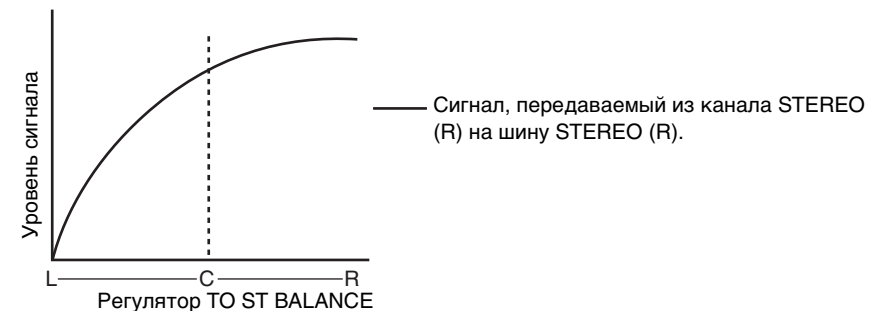 Уровень сигнала
Сигнал, передаваемый из канала STEREO
(R) на шину STEREO (R).
L C R
Регулятор TO ST BALANCE